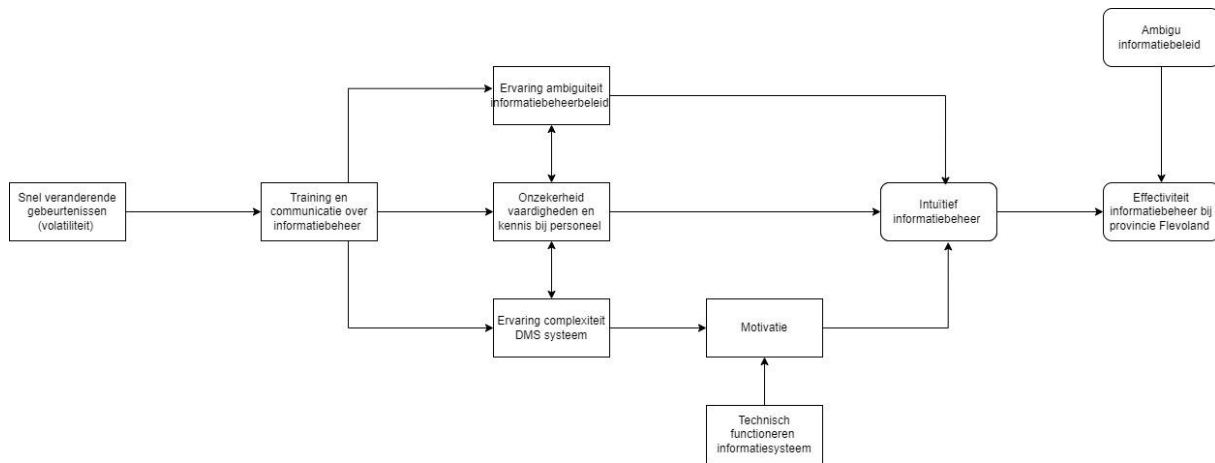 Ambigu
informatiebeleid
Ervaring ambiguiteit
informatiebeheerbeleid
Snel veranderende
gebeurtenissen
(volatiliteit)
Training en
communicatie over
informatiebeheer
Onzekerheid
vaardigheden en
kennis bij personeel
Intuïtief
informatiebeheer
Effectiviteit
informatiebeheer bij
provincie Flevoland
Ervaring complexiteit
DMS systeem
Motivatie
Technisch
functioneren
informatiesysteem